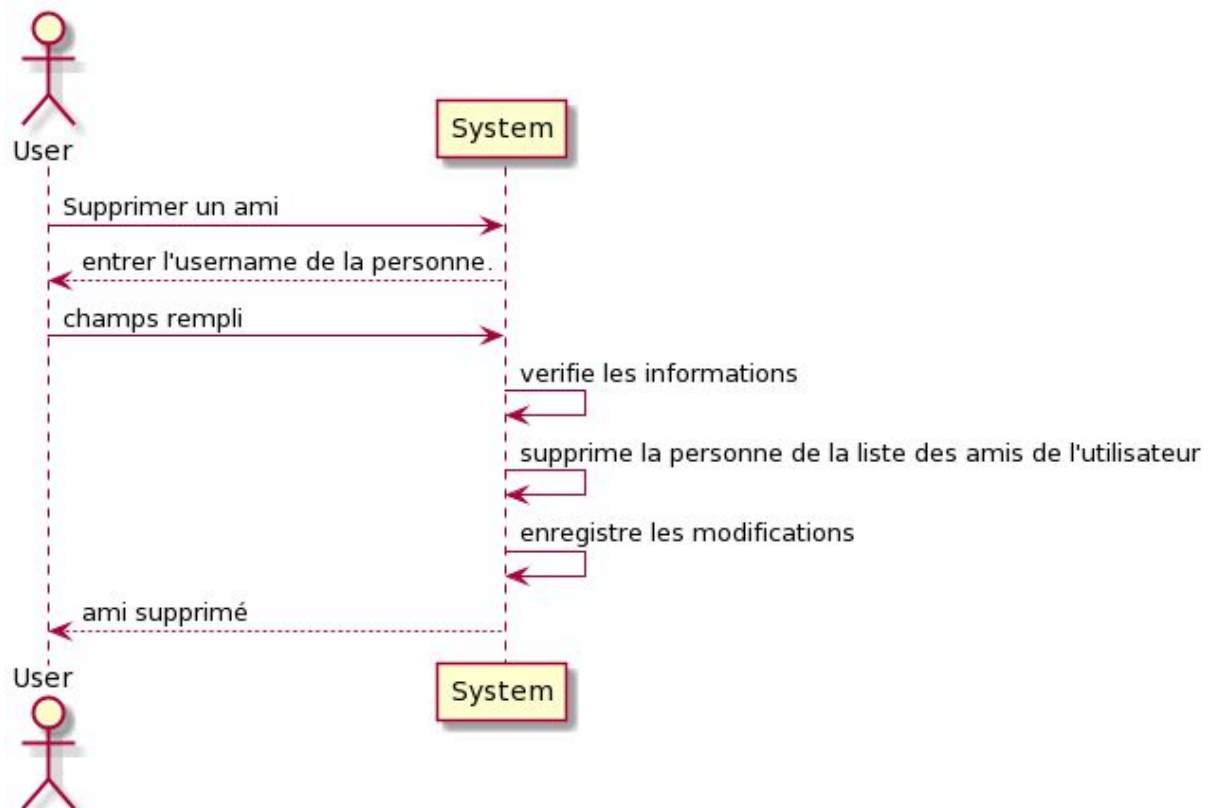 User
System
Supprimer un ami
entrer l'username de la personne.
champs rempli
verifie les informations
supprime la personne de la liste des amis de l'utilisateur
enregistre les modifications
ami supprimé
User
System